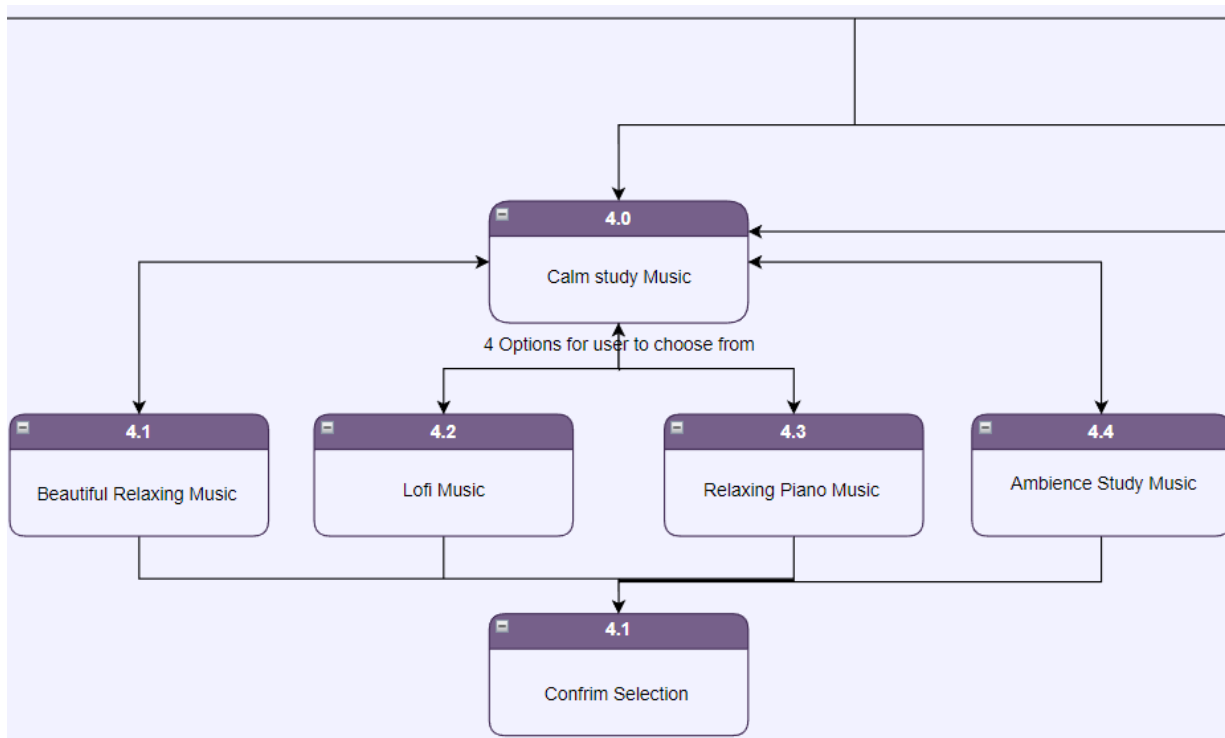 4.0
Calm study Music
4 Options for user to choose from
4.1
Beautiful Relaxing Music
4.2
Lofi Music
4.3
Relaxing Piano Music
4.4
Ambience Study Music
4.1
Confrim Selection